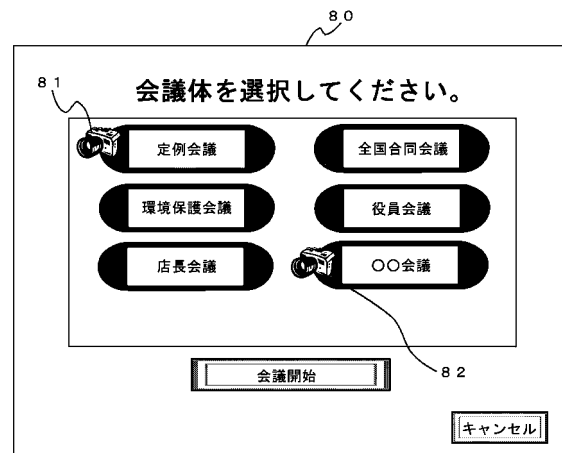 80
81
会議体を選択してください。
定例会議
全国合同会議
環境保護会議
役員会議
店長会議
〇〇会議
82
会議開始
キャンセル